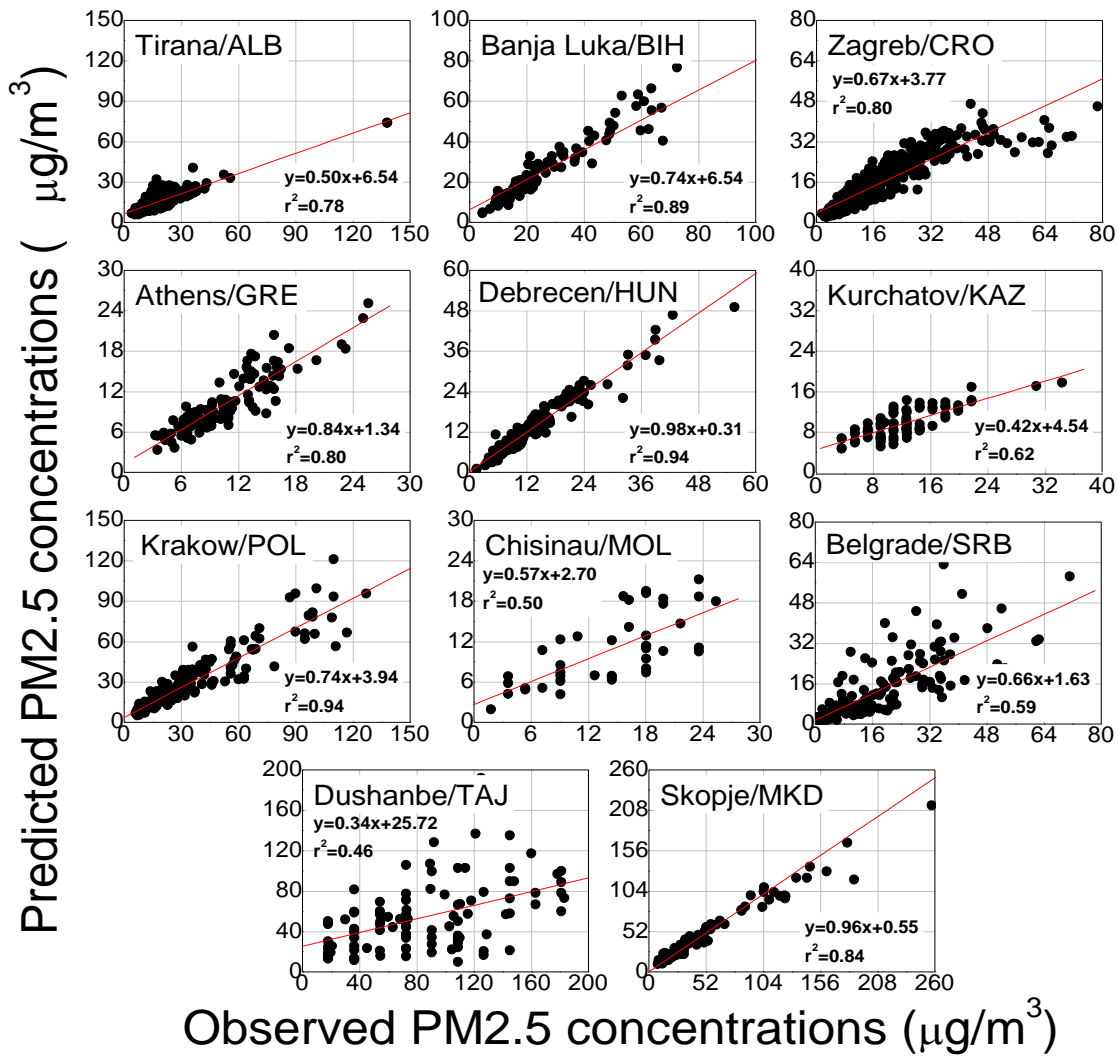 Predicted PM2.5 concentrations ( μg/m³)
150
120
90
60
30
0
Tirana/ALB
y=0.50x+6.54
r²=0.78
0 30 60 90 120 150
100
80
60
40
20
0
Banja Luka/BIH
y=0.74x+6.54
r²=0.89
0 20 40 60 80 100
80
64
48
32
16
0
Zagreb/CRO
y=0.67x+3.77
r²=0.80
0 16 32 48 64 80
30
24
18
12
6
0
Athens/GRE
y=0.84x+1.34
r²=0.80
0 6 12 18 24 30
60
48
36
24
12
0
Debrecen/HUN
y=0.98x+0.31
r²=0.94
0 12 24 36 48 60
40
32
24
16
8
0
Kurchatov/KAZ
y=0.42x+4.54
r²=0.62
0 8 16 24 32 40
150
120
90
60
30
0
Krakow/POL
y=0.74x+3.94
r²=0.94
0 30 60 90 120 150
30
24
18
12
6
0
Chisinau/MOL
y=0.57x+2.70
r²=0.50
0 6 12 18 24 30
80
64
48
32
16
0
Belgrade/SRB
y=0.66x+1.63
r²=0.59
0 16 32 48 64 80
200
160
120
80
40
0
Dushanbe/TAJ
y=0.34x+25.72
r²=0.46
0 40 80 120 160 200
260
208
156
104
52
0
Skopje/MKD
y=0.96x+0.55
r²=0.84
0 52 104 156 208 260
Observed PM2.5 concentrations (μg/m³)